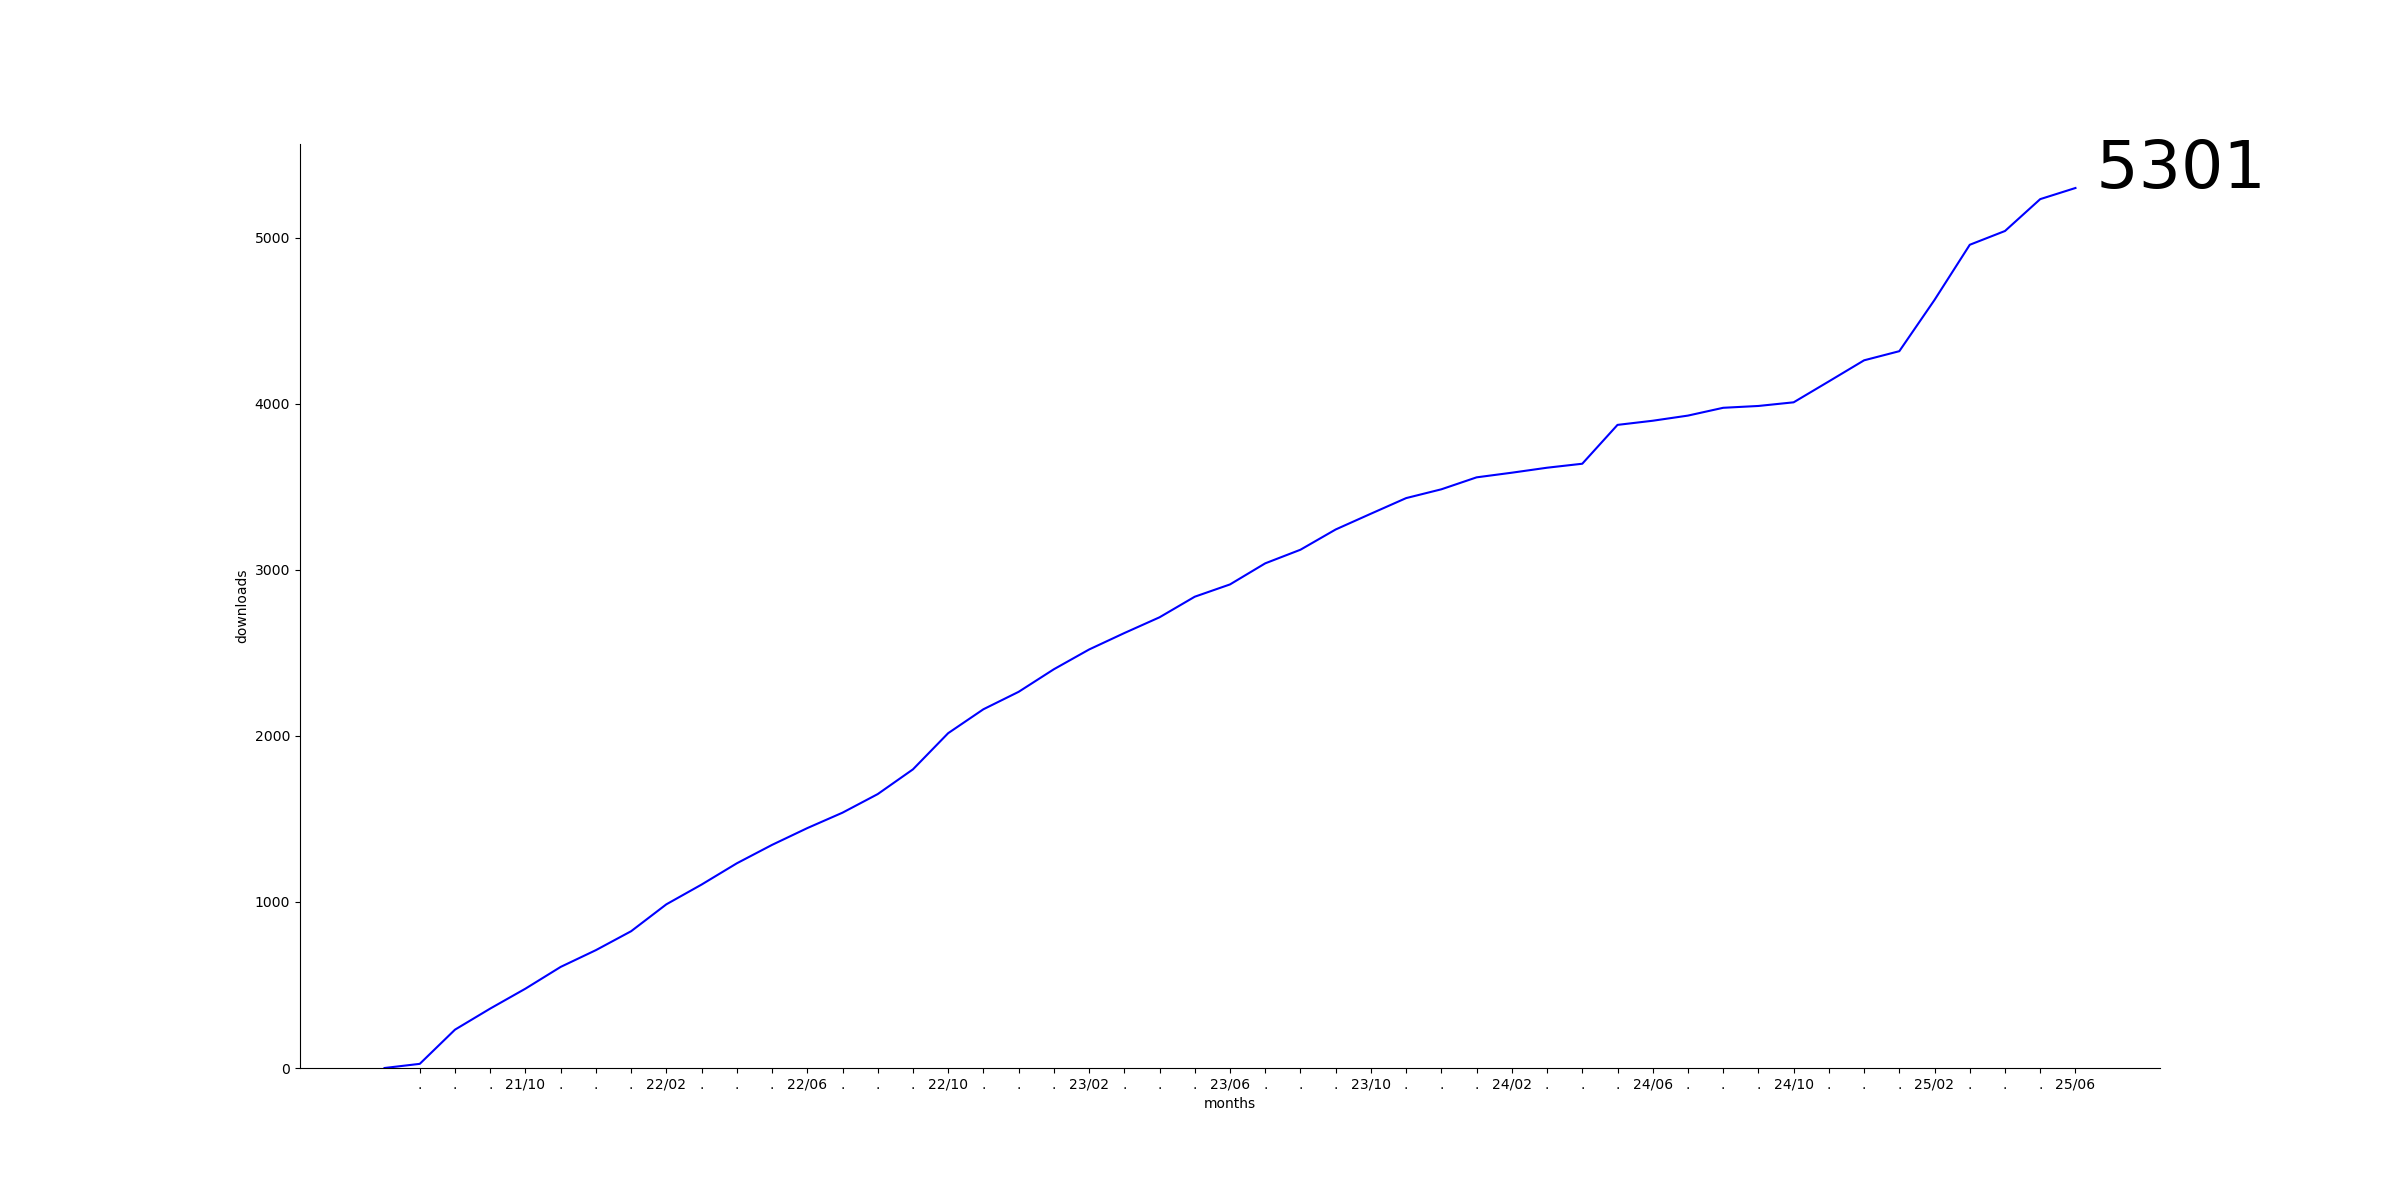 5301
5000
4000
3000
2000
1000
0
downloads
. . . 21/10 . . . 22/02 . . . 22/06 . . . 22/10 . . . 23/02 . . . 23/06 . . . 23/10 . . . 24/02 . . . 24/06 . . . 24/10 . . . 25/02 . . . 25/06
months